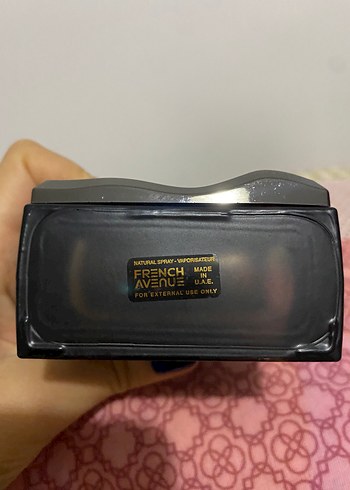 NATURAL SPRAY - VAPORISATEUR
FRENCH AVENUE
MADE IN U.A.E.
FOR EXTERNAL USE ONLY